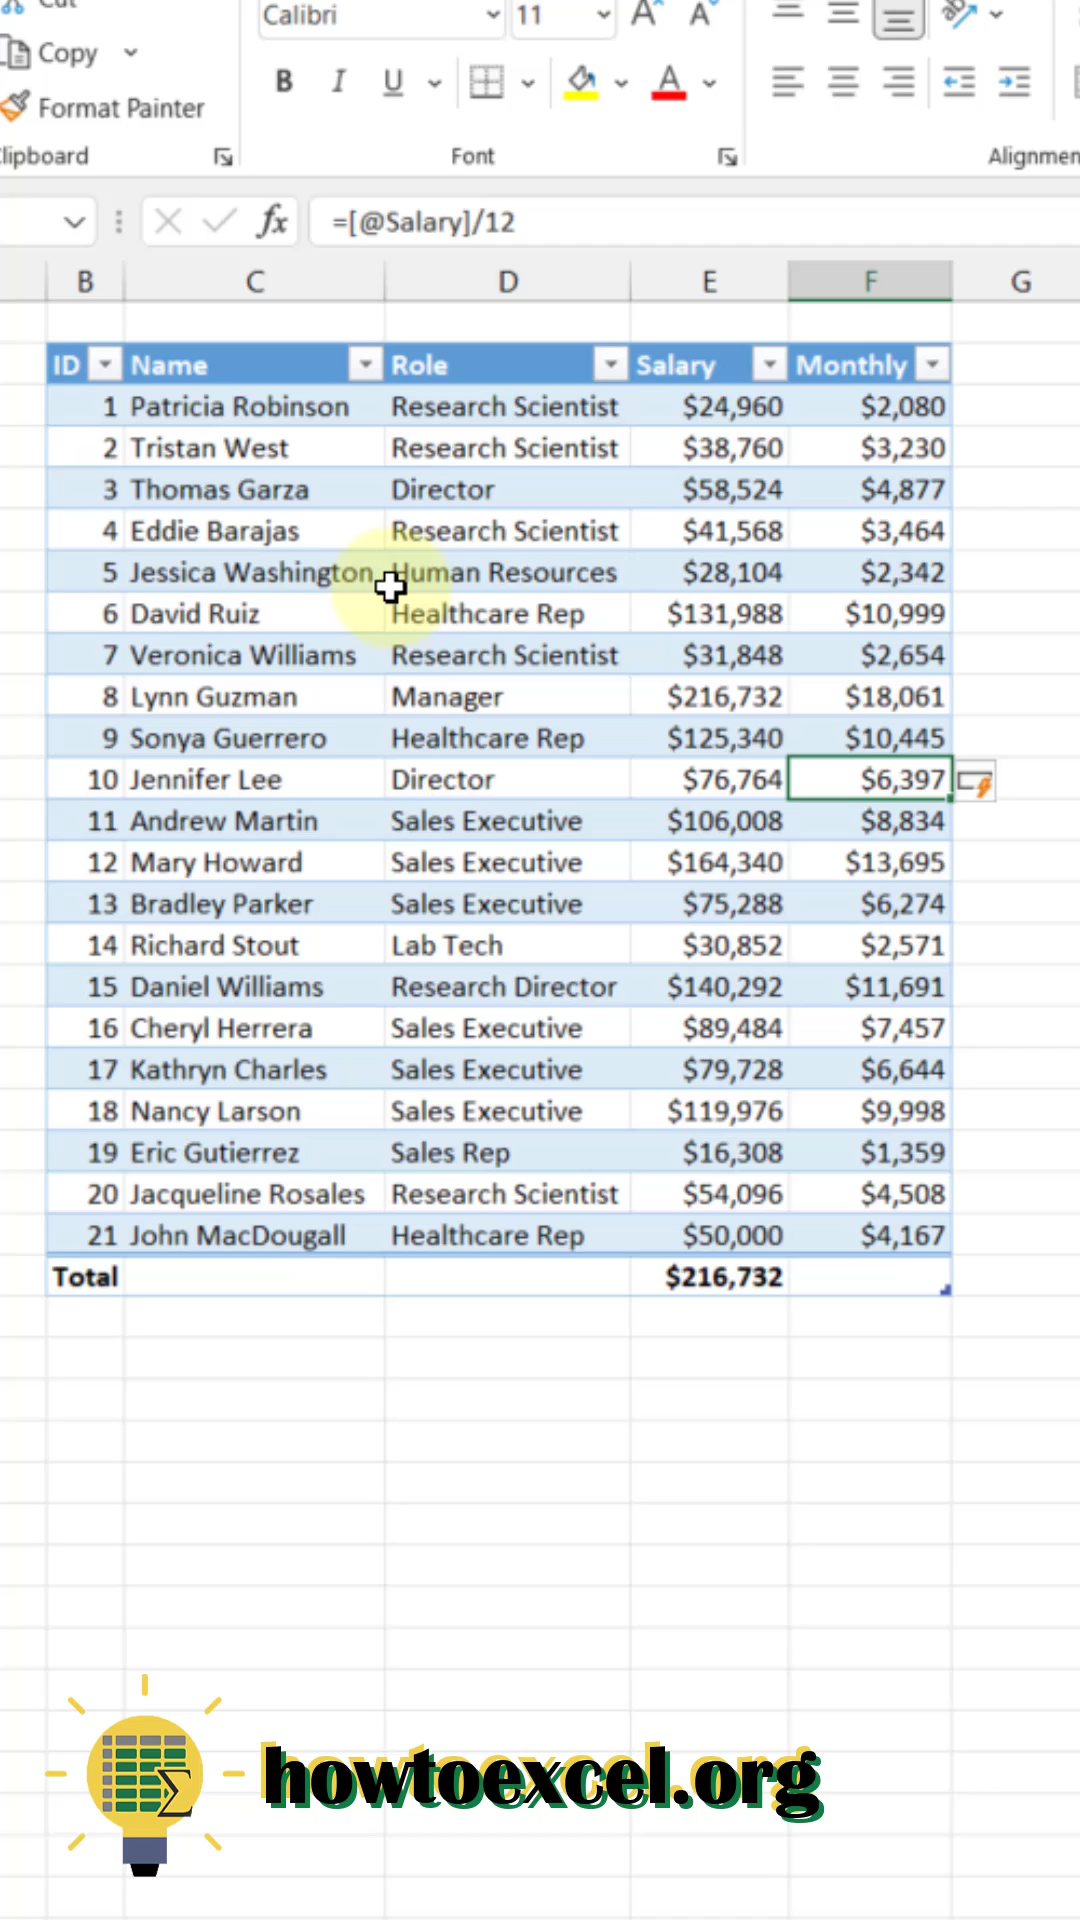 Calibri 11
Copy
B I U A
Format Painter
Clipboard Font Alignmen
fx =[@Salary]/12
B C D E F G
ID Name Role Salary Monthly
1 Patricia Robinson Research Scientist $24,960 $2,080
2 Tristan West Research Scientist $38,760 $3,230
3 Thomas Garza Director $58,524 $4,877
4 Eddie Barajas Research Scientist $41,568 $3,464
5 Jessica Washington Human Resources $28,104 $2,342
6 David Ruiz Healthcare Rep $131,988 $10,999
7 Veronica Williams Research Scientist $31,848 $2,654
8 Lynn Guzman Manager $216,732 $18,061
9 Sonya Guerrero Healthcare Rep $125,340 $10,445
10 Jennifer Lee Director $76,764 $6,397
11 Andrew Martin Sales Executive $106,008 $8,834
12 Mary Howard Sales Executive $164,340 $13,695
13 Bradley Parker Sales Executive $75,288 $6,274
14 Richard Stout Lab Tech $30,852 $2,571
15 Daniel Williams Research Director $140,292 $11,691
16 Cheryl Herrera Sales Executive $89,484 $7,457
17 Kathryn Charles Sales Executive $79,728 $6,644
18 Nancy Larson Sales Executive $119,976 $9,998
19 Eric Gutierrez Sales Rep $16,308 $1,359
20 Jacqueline Rosales Research Scientist $54,096 $4,508
21 John MacDougall Healthcare Rep $50,000 $4,167
Total $216,732
howtoexcel.org